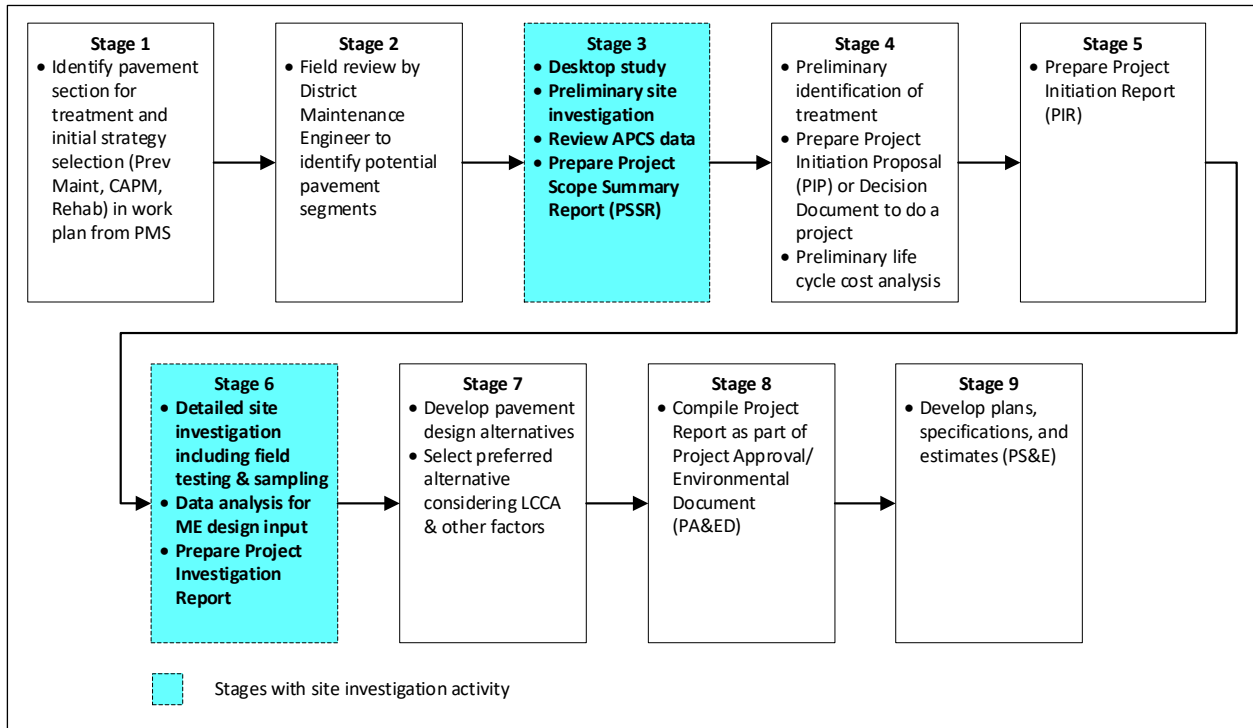 Stage 1
• Identify pavement
section for
treatment and
initial strategy
selection (Prev
Maint, CAPM,
Rehab) in work
plan from PMS
Stage 2
• Field review by
District
Maintenance
Engineer to
identify potential
pavement
segments
Stage 3
• Desktop study
• Preliminary site
investigation
• Review APCS data
• Prepare Project
Scope Summary
Report (PSSR)
Stage 4
• Preliminary
identification of
treatment
• Prepare Project
Initiation Proposal
(PIP) or Decision
Document to do a
project
• Preliminary life
cycle cost analysis
Stage 5
• Prepare Project
Initiation Report
(PIR)
Stage 6
• Detailed site
investigation
including field
testing & sampling
• Data analysis for
ME design input
• Prepare Project
Investigation
Report
Stage 7
• Develop pavement
design alternatives
• Select preferred
alternative
considering LCCA
& other factors
Stage 8
• Compile Project
Report as part of
Project Approval/
Environmental
Document
(PA&ED)
Stage 9
• Develop plans,
specifications, and
estimates (PS&E)
Stages with site investigation activity